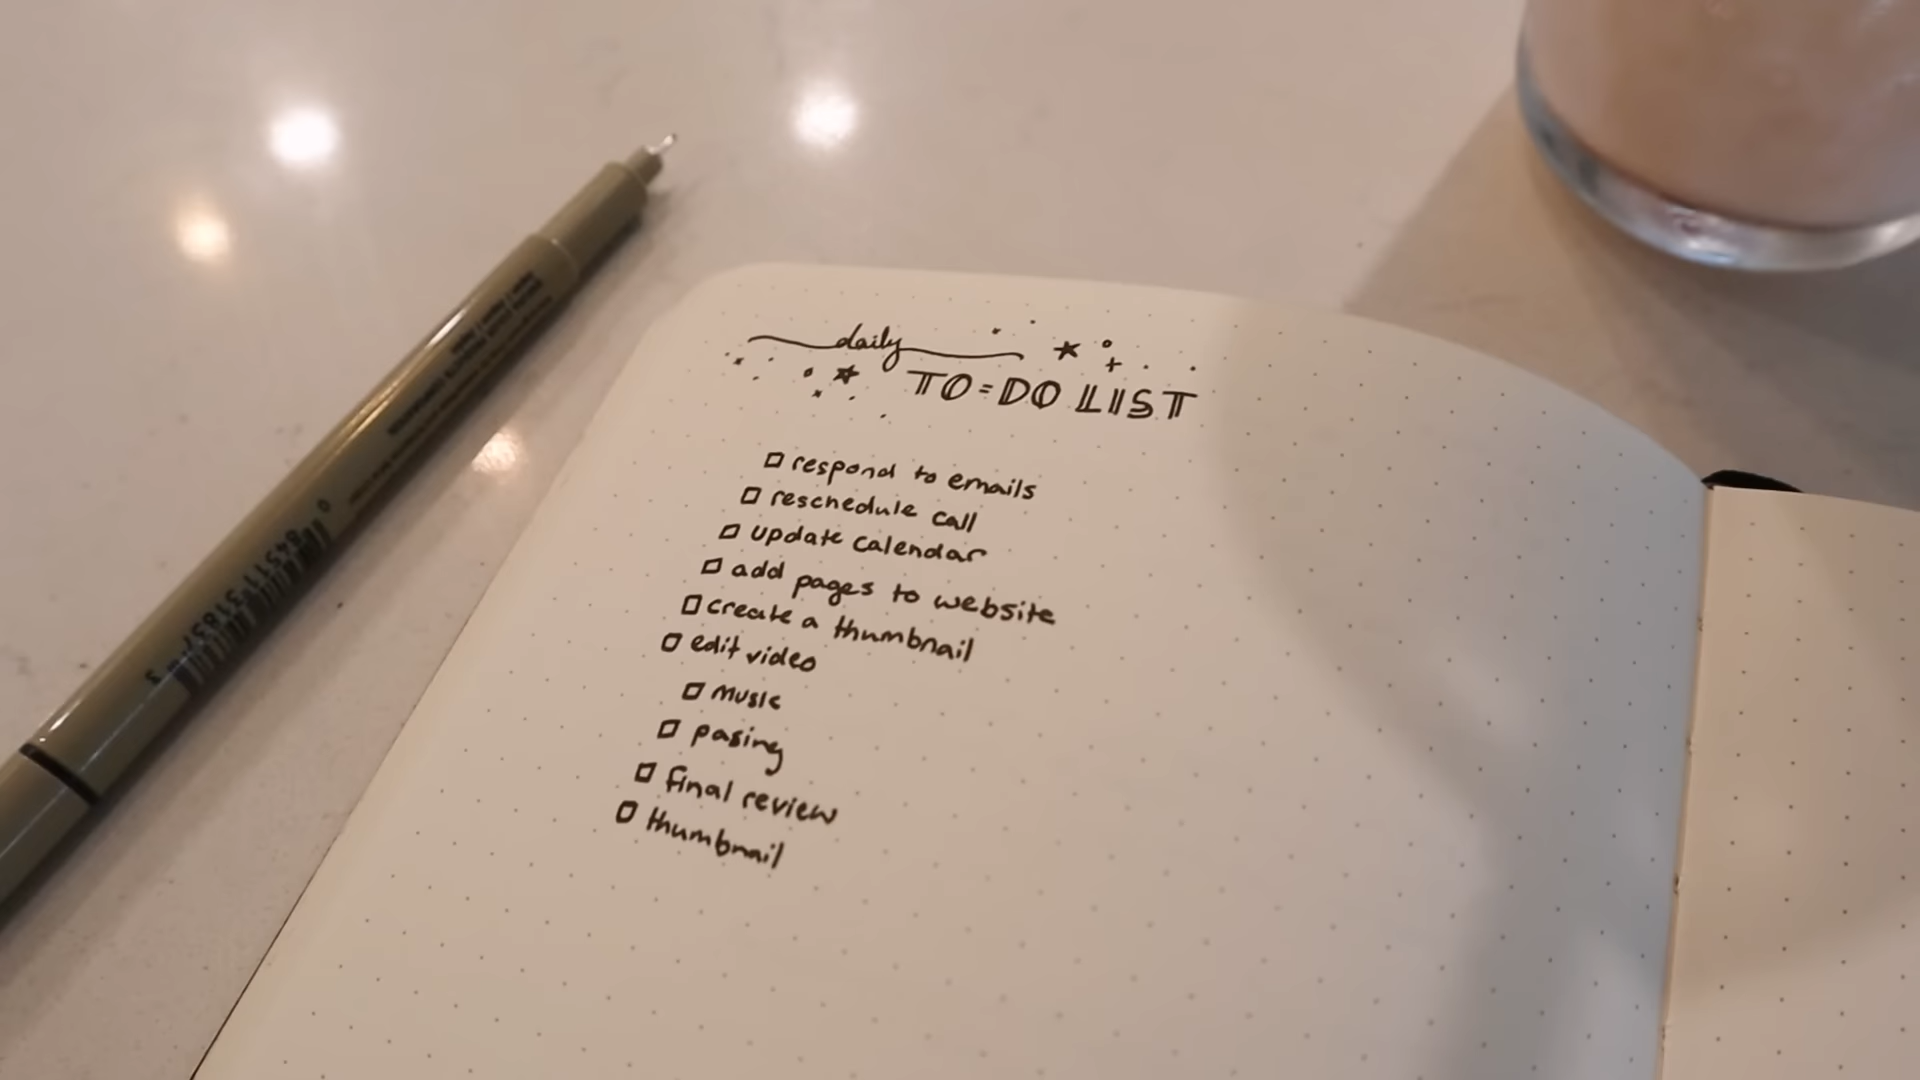 daily
TO-DO LIST
respond to emails
reschedule call
update calendar
add pages to website
create a thumbnail
edit video
music
pasing
final review
thumbnail